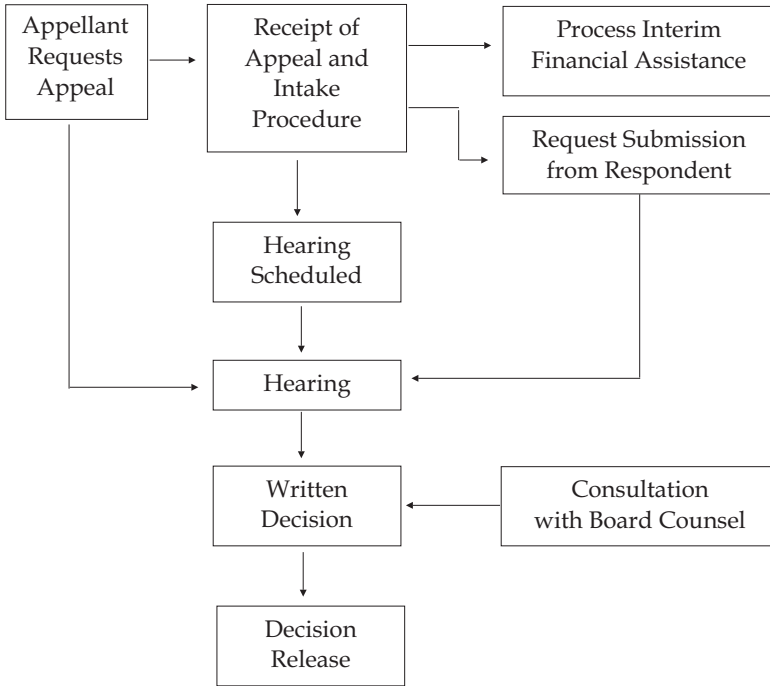 Appellant
Requests
Appeal
Receipt of
Appeal and
Intake
Procedure
Process Interim
Financial Assistance
Request Submission
from Respondent
Hearing
Scheduled
Hearing
Written
Decision
Consultation
with Board Counsel
Decision
Release